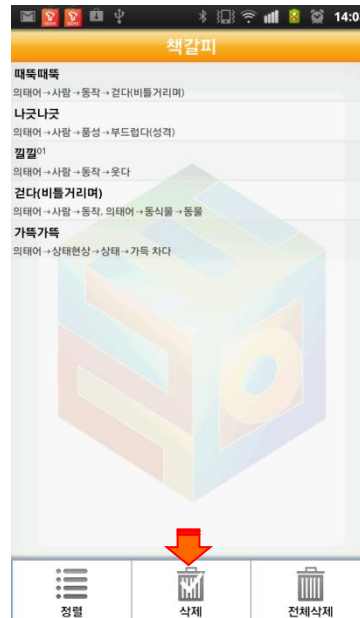 14:0
책갈피
때뚝때뚝
의태어→사람→동작→걷다(비틀거리며)
나긋나긋
의태어→사람→품성→부드럽다(성격)
낄낄01
의태어→사람→동작→웃다
걷다(비틀거리며)
의태어→사람→동작, 의태어→동식물→동물
가뜩가뜩
의태어→상태현상→상태→가득 차다
정렬 삭제 전체삭제